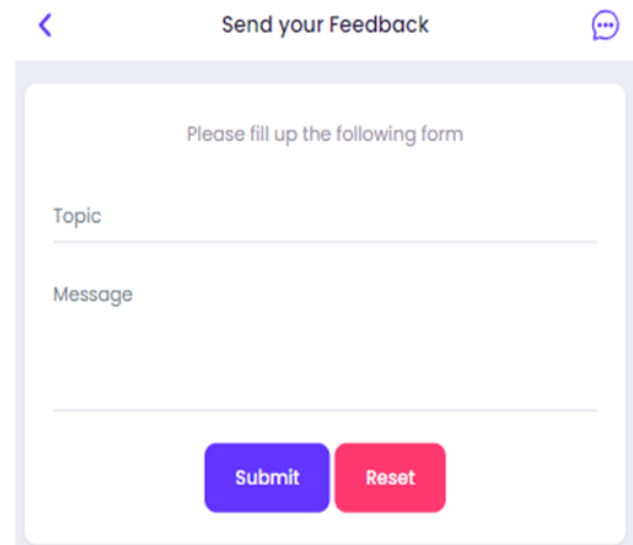 Send your Feedback
Please fill up the following form
Topic
Message
Submit Reset